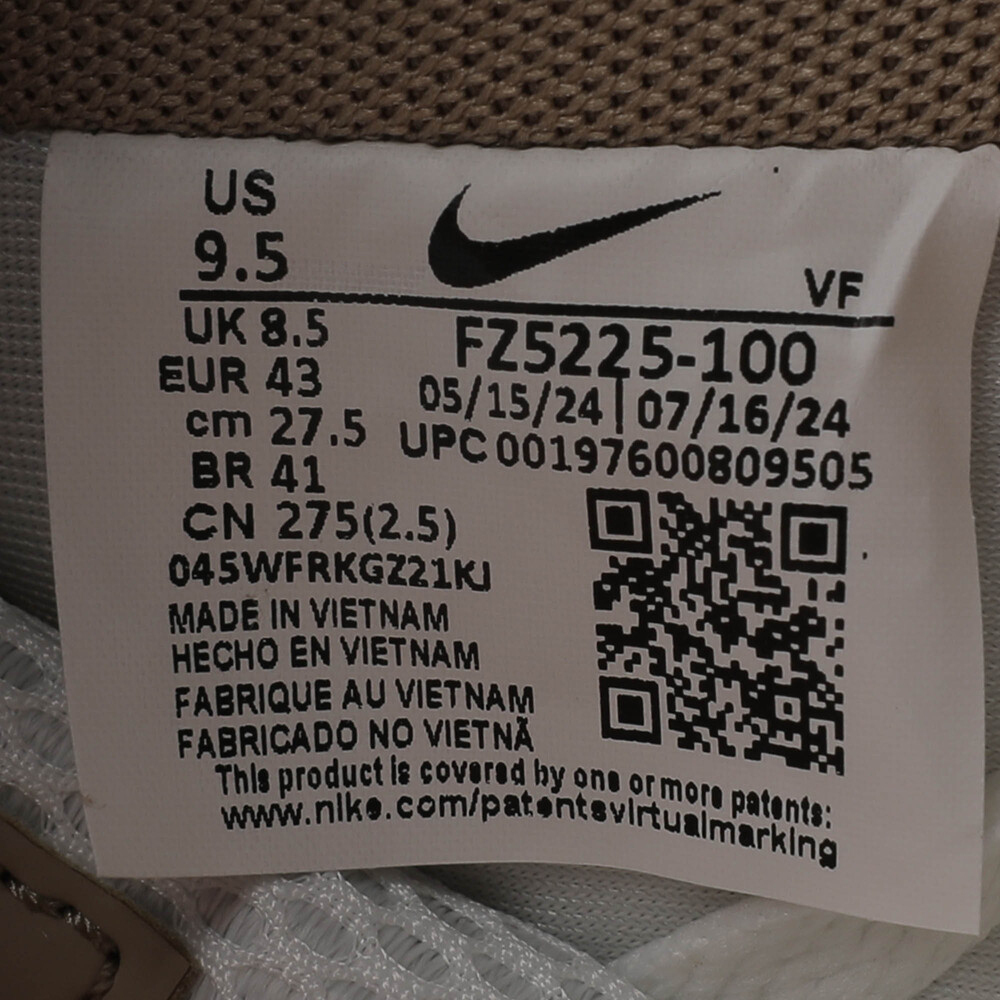 US
9.5
VF
UK 8.5
EUR 43
cm 27.5
BR 41
CN 275(2.5)
FZ5225-100
05/15/24 | 07/16/24
UPC 00197600809505
045WFRKGZ21KJ
MADE IN VIETNAM
HECHO EN VIETNAM
FABRIQUE AU VIETNAM
FABRICADO NO VIETNÃ
This product is covered by one or more patents:
www.nike.com/patentsvirtualmarking